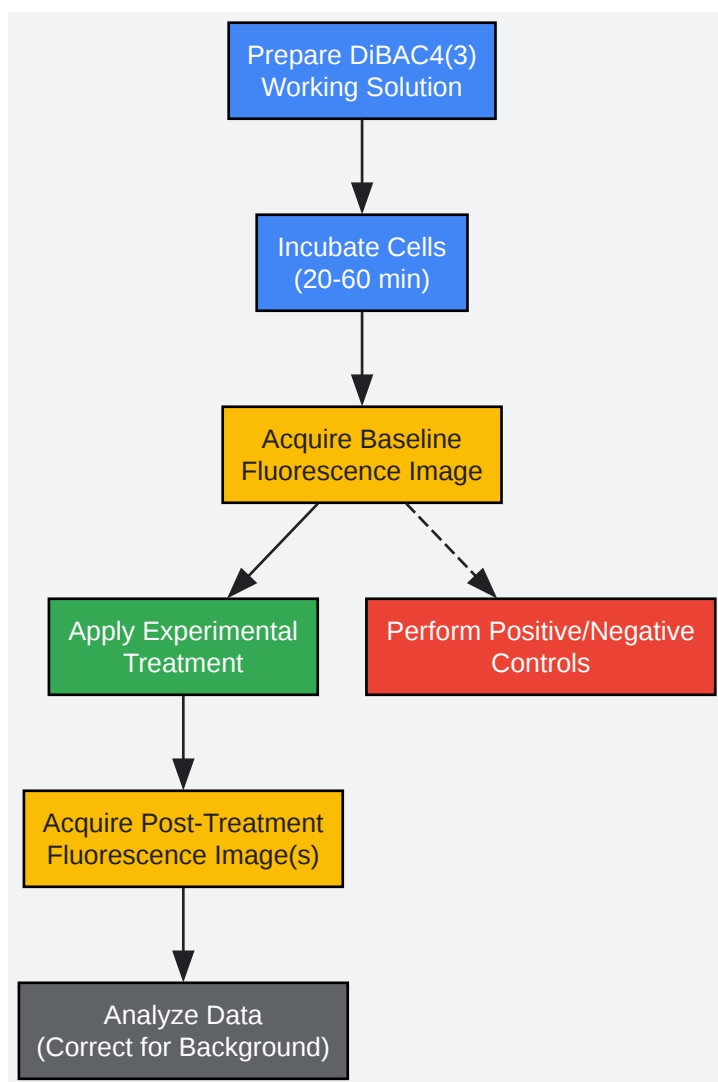 Prepare DiBAC4(3)
Working Solution
Incubate Cells
(20-60 min)
Acquire Baseline
Fluorescence Image
Apply Experimental
Treatment
Perform Positive/Negative
Controls
Acquire Post-Treatment
Fluorescence Image(s)
Analyze Data
(Correct for Background)